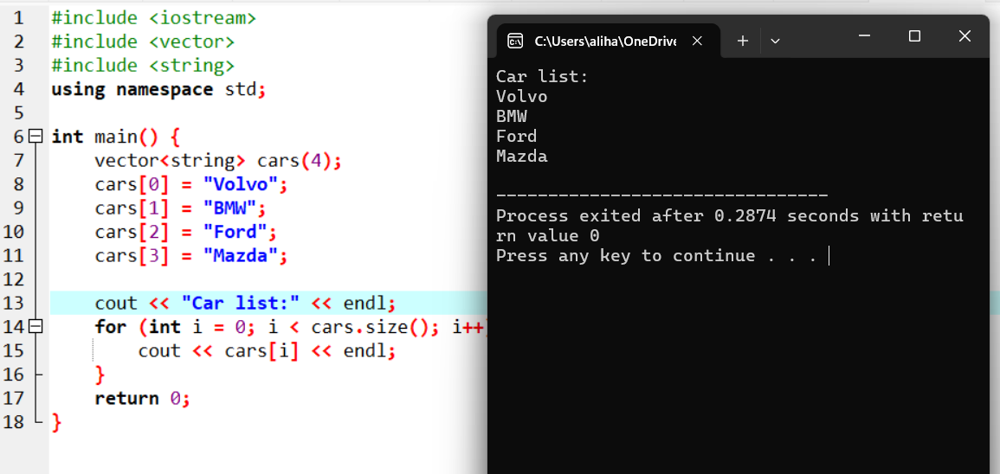 1 #include <iostream>
2 #include <vector>
3 #include <string>
4 using namespace std;
5
6 int main() {
7     vector<string> cars(4);
8     cars[0] = "Volvo";
9     cars[1] = "BMW";
10     cars[2] = "Ford";
11     cars[3] = "Mazda";
12
13     cout << "Car list:" << endl;
14     for (int i = 0; i < cars.size(); i++)
15         cout << cars[i] << endl;
16     }
17     return 0;
18 }
C:\Users\aliha\OneDrive
Car list:
Volvo
BMW
Ford
Mazda

--------------------------------
Process exited after 0.2874 seconds with retu
rn value 0
Press any key to continue . . .